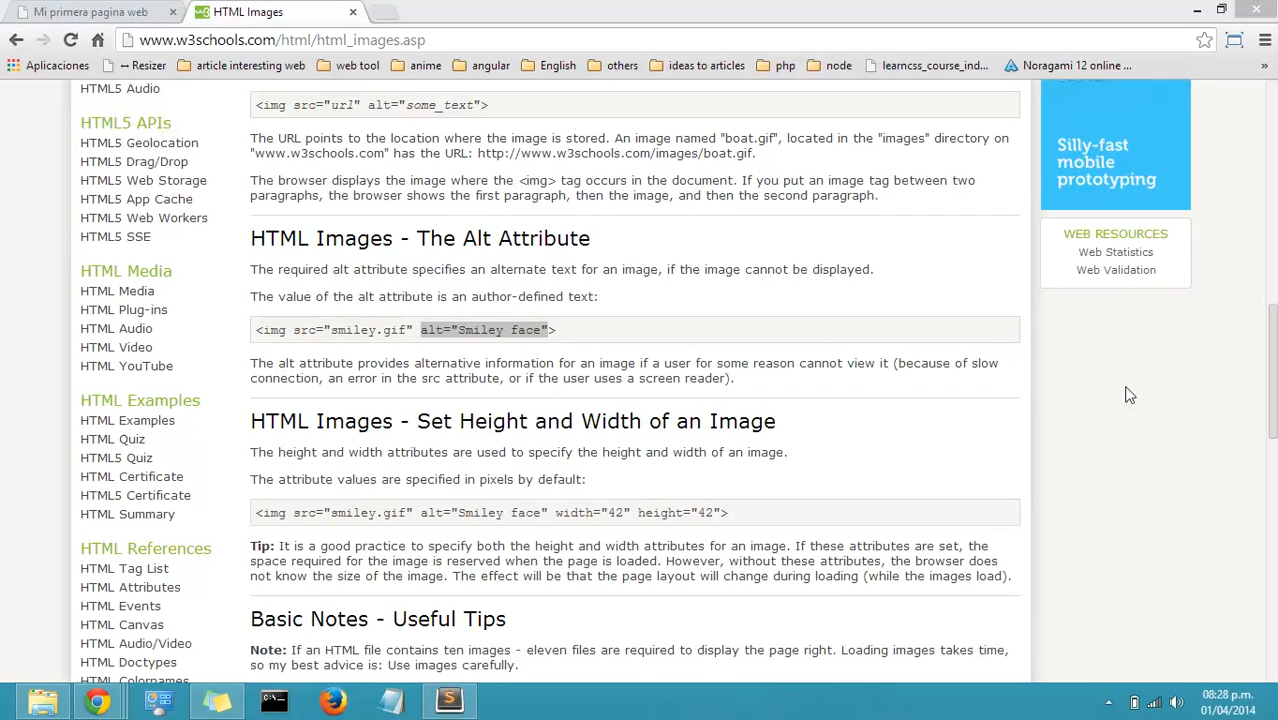 Mi primera pagina web
HTML Images
www.w3schools.com/html/html_images.asp
Aplicaciones
↔ Resizer
article interesting web
web tool
anime
angular
English
others
ideas to articles
php
node
learncss_course_ind...
Noragami 12 online ...
»
HTML5 Audio
HTML5 APIs
HTML5 Geolocation
HTML5 Drag/Drop
HTML5 Web Storage
HTML5 App Cache
HTML5 Web Workers
HTML5 SSE
HTML Media
HTML Media
HTML Plug-ins
HTML Audio
HTML Video
HTML YouTube
HTML Examples
HTML Examples
HTML Quiz
HTML5 Quiz
HTML Certificate
HTML5 Certificate
HTML Summary
HTML References
HTML Tag List
HTML Attributes
HTML Events
HTML Canvas
HTML Audio/Video
HTML Doctypes
HTML Colornames
<img src="url" alt="some_text">
The URL points to the location where the image is stored. An image named "boat.gif", located in the "images" directory on
"www.w3schools.com" has the URL: http://www.w3schools.com/images/boat.gif.
The browser displays the image where the <img> tag occurs in the document. If you put an image tag between two
paragraphs, the browser shows the first paragraph, then the image, and then the second paragraph.
HTML Images - The Alt Attribute
The required alt attribute specifies an alternate text for an image, if the image cannot be displayed.
The value of the alt attribute is an author-defined text:
<img src="smiley.gif" alt="Smiley face">
The alt attribute provides alternative information for an image if a user for some reason cannot view it (because of slow
connection, an error in the src attribute, or if the user uses a screen reader).
HTML Images - Set Height and Width of an Image
The height and width attributes are used to specify the height and width of an image.
The attribute values are specified in pixels by default:
<img src="smiley.gif" alt="Smiley face" width="42" height="42">
Tip: It is a good practice to specify both the height and width attributes for an image. If these attributes are set, the
space required for the image is reserved when the page is loaded. However, without these attributes, the browser does
not know the size of the image. The effect will be that the page layout will change during loading (while the images load).
Basic Notes - Useful Tips
Note: If an HTML file contains ten images - eleven files are required to display the page right. Loading images takes time,
so my best advice is: Use images carefully.
Silly-fast
mobile
prototyping
WEB RESOURCES
Web Statistics
Web Validation
08:28 p.m.
01/04/2014